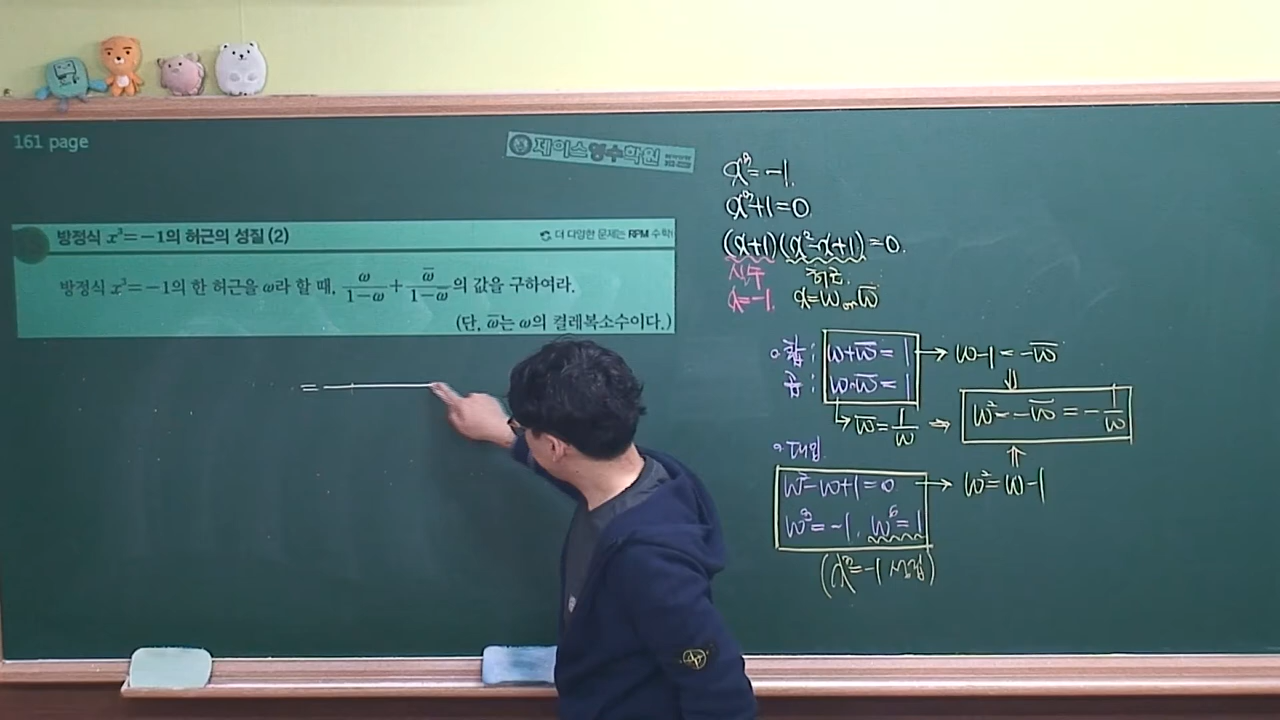 161 page
제이스영수학원
방정식 x³=−1의 허근의 성질 (2)
더 다양한 문제는 RPM 수학
방정식 x³=−1의 한 허근을 ω라 할 때, ω/(1−ω) + ω̄/(1−ω̄) 의 값을 구하여라.
(단, ω̄는 ω의 켤레복소수이다.)
=
x³=−1.
x³+1=0
(x+1)(x²−x+1)=0.
실수 허근.
x=−1. x=ω or ω̄
합: ω+ω̄=1 → ω−1=−ω̄
곱: ω·ω̄=1
⇓
ω̄=1/ω ⇒ ω²=−ω̄=−1/ω
⇑
대입
ω²−ω+1=0 → ω²=ω−1
ω³=−1. ω⁶=1